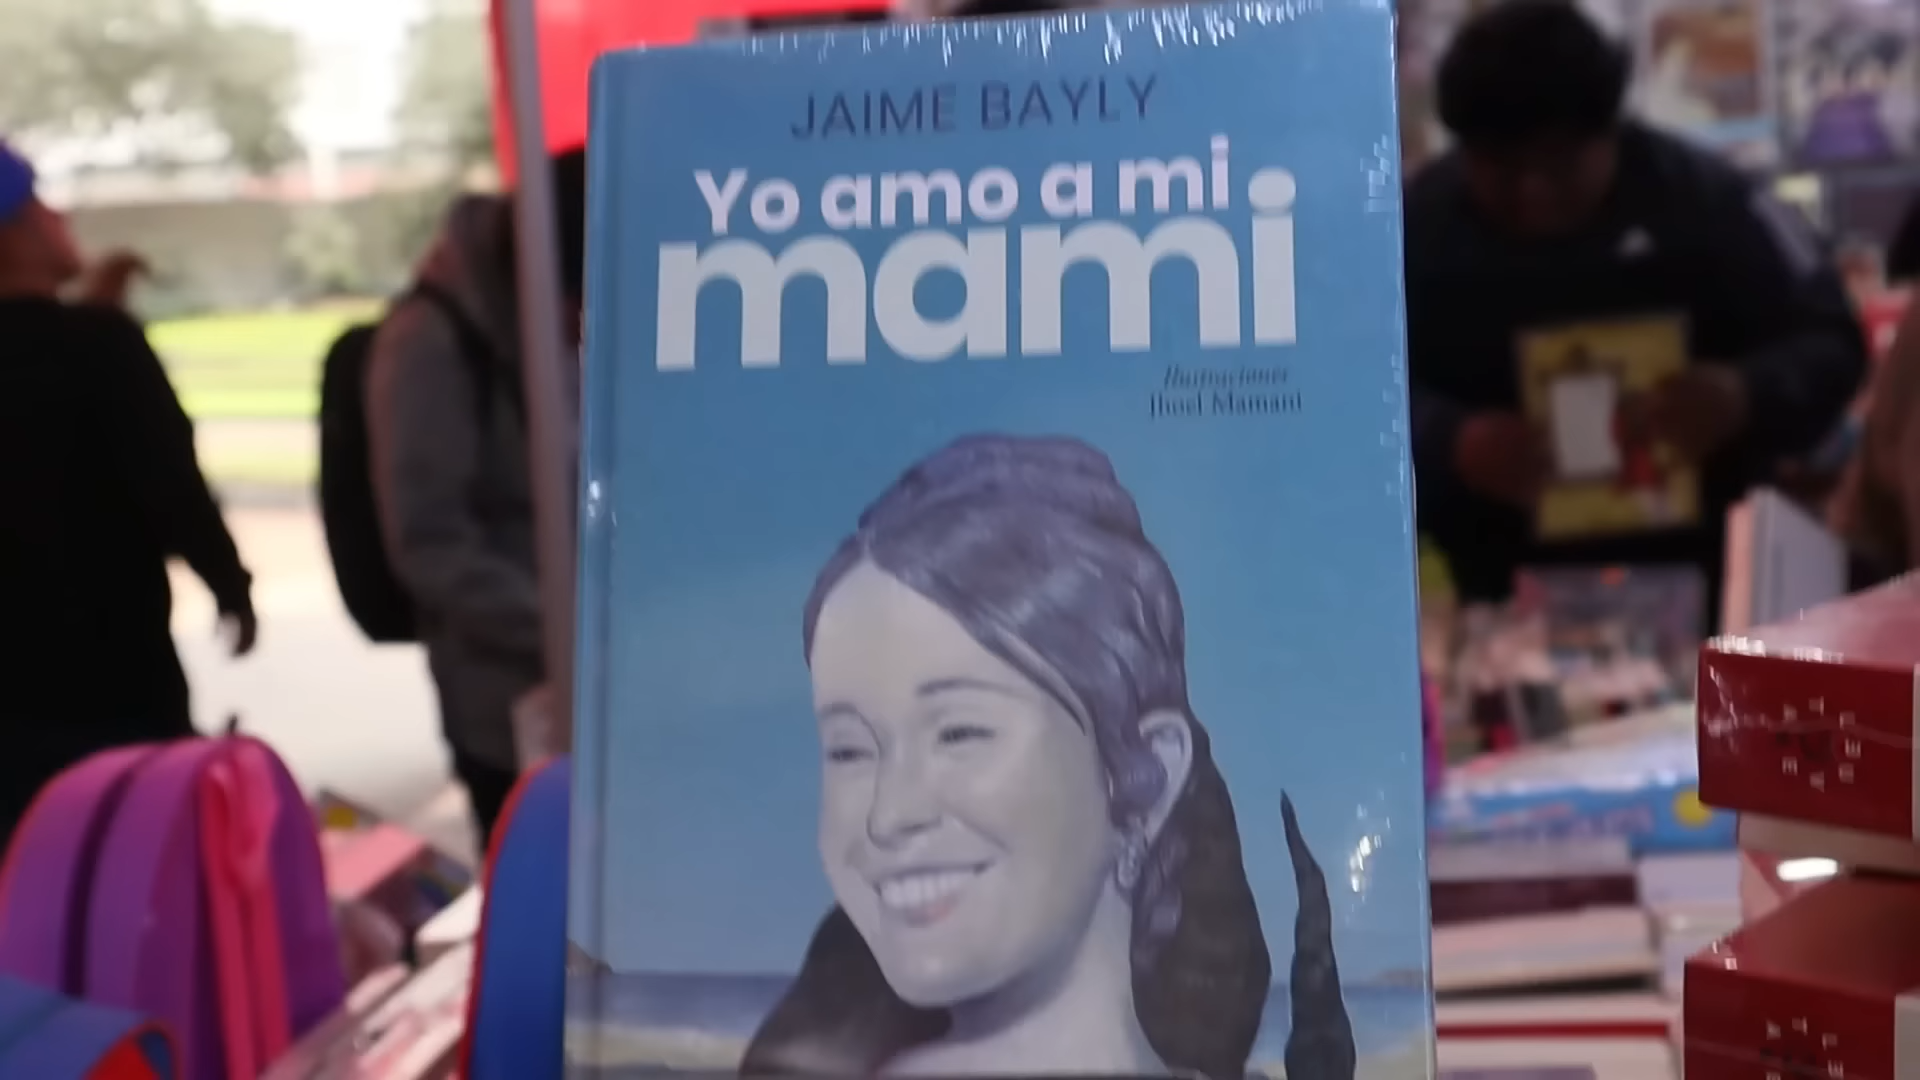 JAIME BAYLY
Yo amo a mi
mami
Ilustraciones
Jhoel Mamani